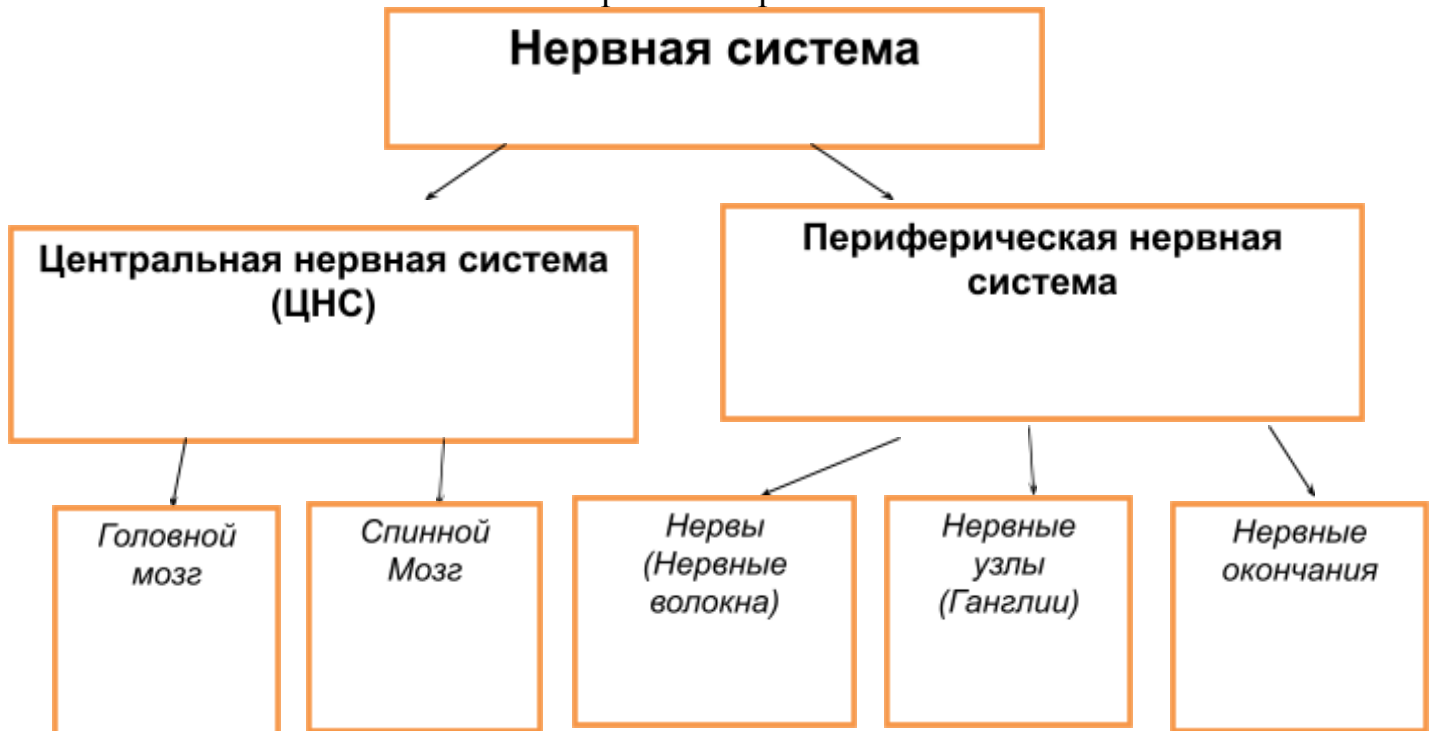 Нервная система
Центральная нервная система
(ЦНС)
Периферическая нервная
система
Головной
мозг
Спинной
Мозг
Нервы
(Нервные
волокна)
Нервные
узлы
(Ганглии)
Нервные
окончания